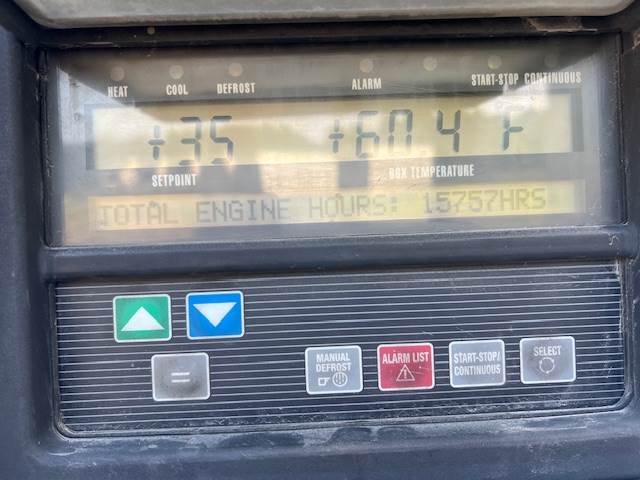 HEAT COOL DEFROST ALARM START-STOP CONTINUOUS
+35 +60.4 F
SETPOINT BOX TEMPERATURE
TOTAL ENGINE HOURS: 15757HRS
MANUAL DEFROST
ALARM LIST
START-STOP/ CONTINUOUS
SELECT
=